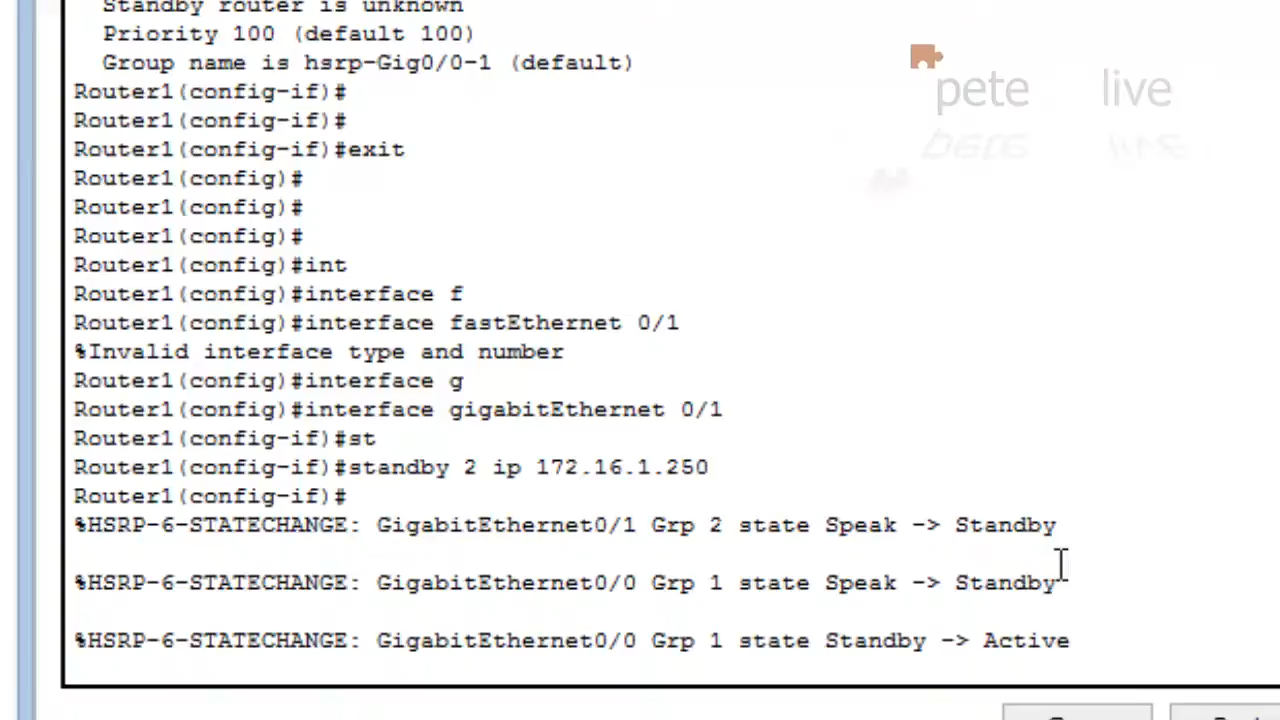 Standby router is unknown
Priority 100 (default 100)
Group name is hsrp-Gig0/0-1 (default)
Router1(config-if)#
Router1(config-if)#
Router1(config-if)#exit
Router1(config)#
Router1(config)#
Router1(config)#
Router1(config)#int
Router1(config)#interface f
Router1(config)#interface fastEthernet 0/1
%Invalid interface type and number
Router1(config)#interface g
Router1(config)#interface gigabitEthernet 0/1
Router1(config-if)#st
Router1(config-if)#standby 2 ip 172.16.1.250
Router1(config-if)#
%HSRP-6-STATECHANGE: GigabitEthernet0/1 Grp 2 state Speak -> Standby
%HSRP-6-STATECHANGE: GigabitEthernet0/0 Grp 1 state Speak -> Standby
%HSRP-6-STATECHANGE: GigabitEthernet0/0 Grp 1 state Standby -> Active
pete live